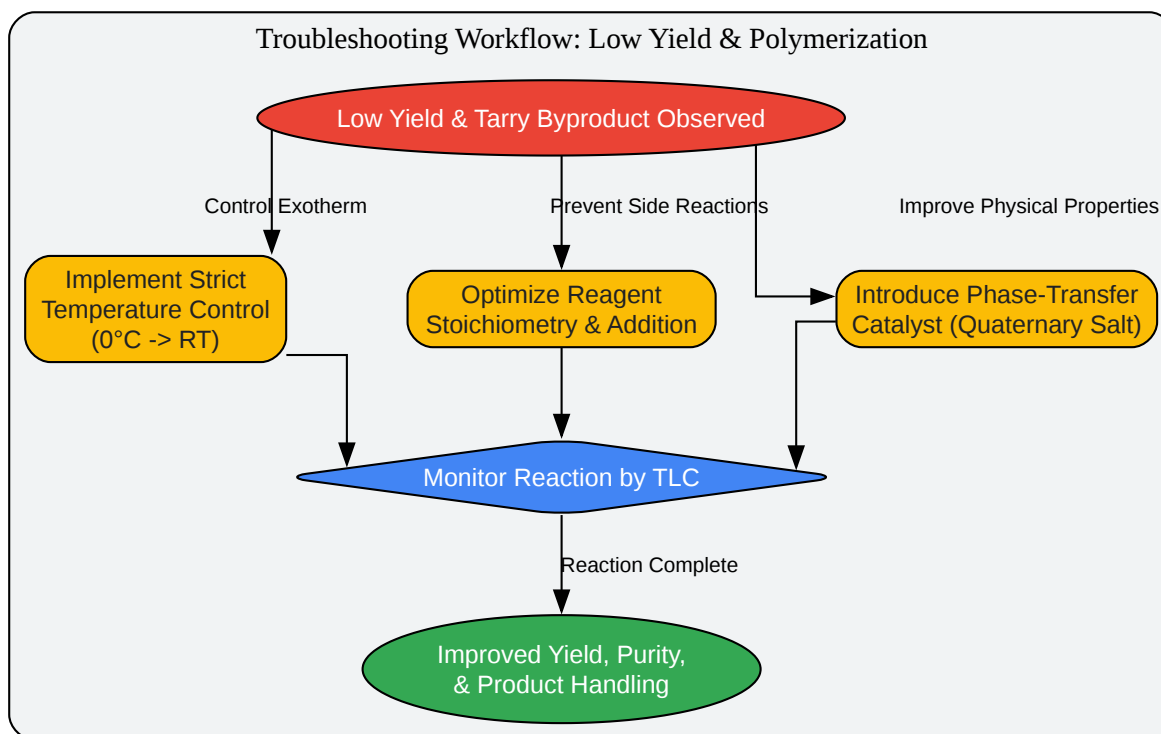 Troubleshooting Workflow: Low Yield & Polymerization
Low Yield & Tarry Byproduct Observed
Control Exotherm
Prevent Side Reactions
Improve Physical Properties
Implement Strict
Temperature Control
(0°C -> RT)
Optimize Reagent
Stoichiometry & Addition
Introduce Phase-Transfer
Catalyst (Quaternary Salt)
Monitor Reaction by TLC
Reaction Complete
Improved Yield, Purity,
& Product Handling